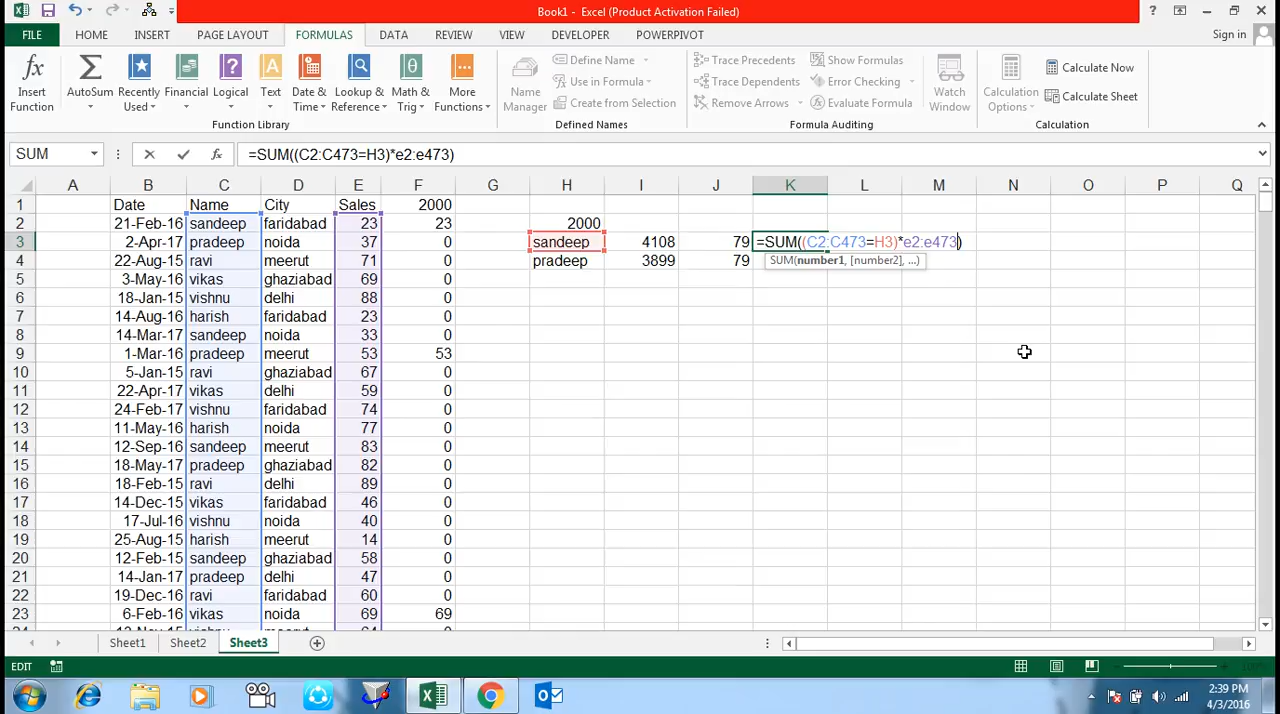 Book1 - Excel (Product Activation Failed)
FILE HOME INSERT PAGE LAYOUT FORMULAS DATA REVIEW VIEW DEVELOPER POWERPIVOT Sign in
Insert Function
AutoSum
Recently Used
Financial
Logical
Text
Date & Time
Lookup & Reference
Math & Trig
More Functions
Function Library
Name Manager
Define Name
Use in Formula
Create from Selection
Defined Names
Trace Precedents
Trace Dependents
Remove Arrows
Show Formulas
Error Checking
Evaluate Formula
Watch Window
Formula Auditing
Calculation Options
Calculate Now
Calculate Sheet
Calculation
SUM =SUM((C2:C473=H3)*e2:e473)
A B C D E F G H I J K L M N O P Q
1 Date Name City Sales 2000
2 21-Feb-16 sandeep faridabad 23 23 2000
3 2-Apr-17 pradeep noida 37 0 sandeep 4108 79 =SUM((C2:C473=H3)*e2:e473)
4 22-Aug-15 ravi meerut 71 0 pradeep 3899 79 SUM(number1, [number2], ...)
5 3-May-16 vikas ghaziabad 69 0
6 18-Jan-15 vishnu delhi 88 0
7 14-Aug-16 harish faridabad 23 0
8 14-Mar-17 sandeep noida 33 0
9 1-Mar-16 pradeep meerut 53 53
10 5-Jan-15 ravi ghaziabad 67 0
11 22-Apr-17 vikas delhi 59 0
12 24-Feb-17 vishnu faridabad 74 0
13 11-May-16 harish noida 77 0
14 12-Sep-16 sandeep meerut 83 0
15 18-May-17 pradeep ghaziabad 82 0
16 18-Feb-15 ravi delhi 89 0
17 14-Dec-15 vikas faridabad 46 0
18 17-Jul-16 vishnu noida 40 0
19 25-Aug-15 harish meerut 14 0
20 12-Feb-15 sandeep ghaziabad 58 0
21 14-Jan-17 pradeep delhi 47 0
22 19-Dec-16 ravi faridabad 60 0
23 6-Feb-16 vikas noida 69 69
Sheet1 Sheet2 Sheet3
EDIT
2:39 PM
4/3/2016